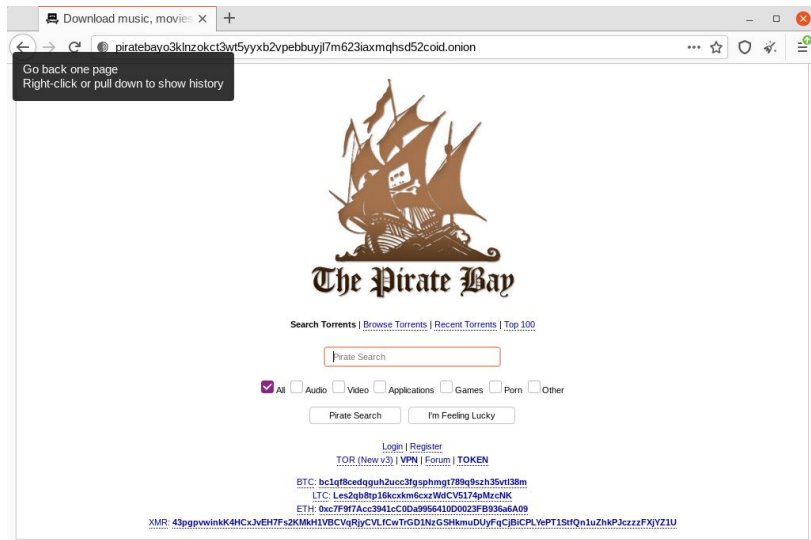 Download music, movies
piratebayo3klnzokct3wt5yyxb2vpebbuyjl7m623iaxmqhsd52coid.onion
Go back one page
Right-click or pull down to show history
The Pirate Bay
Search Torrents | Browse Torrents | Recent Torrents | Top 100
Pirate Search
All Audio Video Applications Games Porn Other
Pirate Search I'm Feeling Lucky
Login | Register
TOR (New v3) | VPN | Forum | TOKEN
BTC: bc1qf8cedqguh2ucc3fgsphmgt789q9szh35vtl38m
LTC: Les2qb8tp16kcxkm6cxzWdCV5174pMzcNK
ETH: 0xc7F9f7Acc3941cC0Da9956410D0023FB936a6A09
XMR: 43pgpvwinkK4HCxJvEH7Fs2KMkH1VBCVqRjyCVLfCwTrGD1NzGSHkmuDUyFqCjBiCPLYePT1StfQn1uZhkPJczzzFXjYZ1U